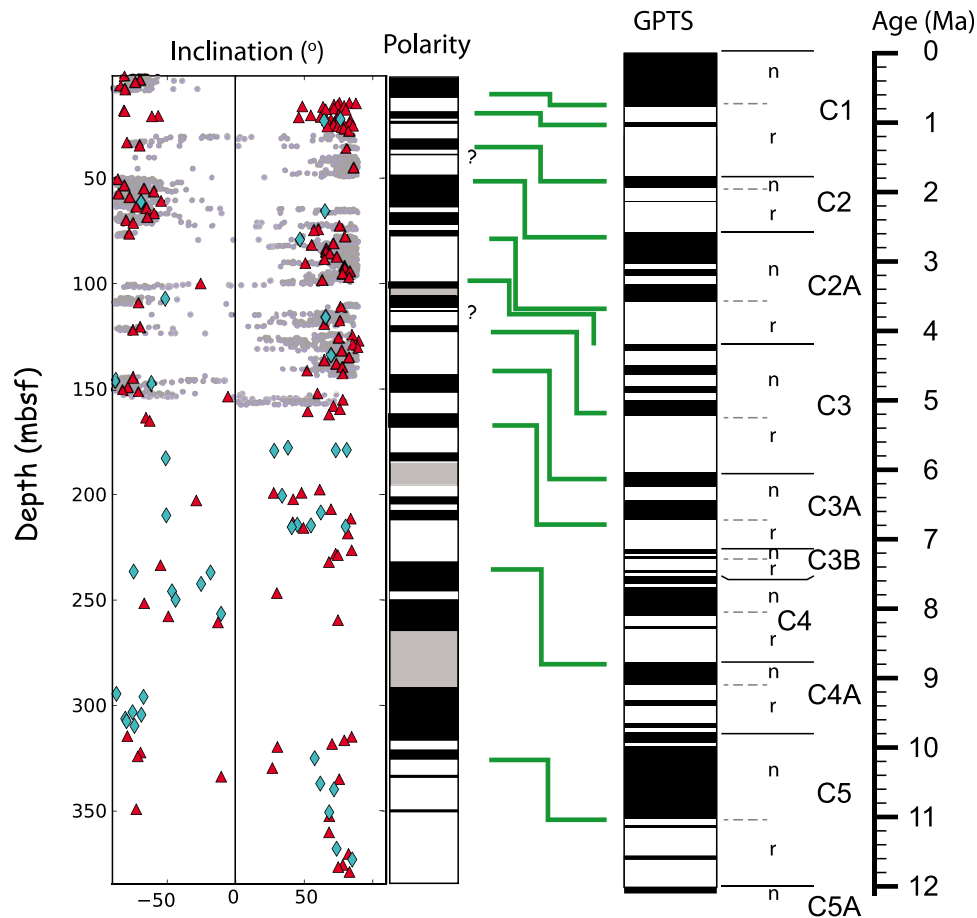 GPTS
Age (Ma)
Inclination (o)
Polarity
0
n
C1
1
r
?
50
n
2
C2
r
3
n
C2A
100
?
r
4
n
C3
5
150
r
6
n
C3A
200
r
7
n
C3B
r
n
8
C4
250
r
n
9
C4A
r
300
10
n
C5
350
11
r
12
n
C5A
−50
0
50
Depth (mbsf)